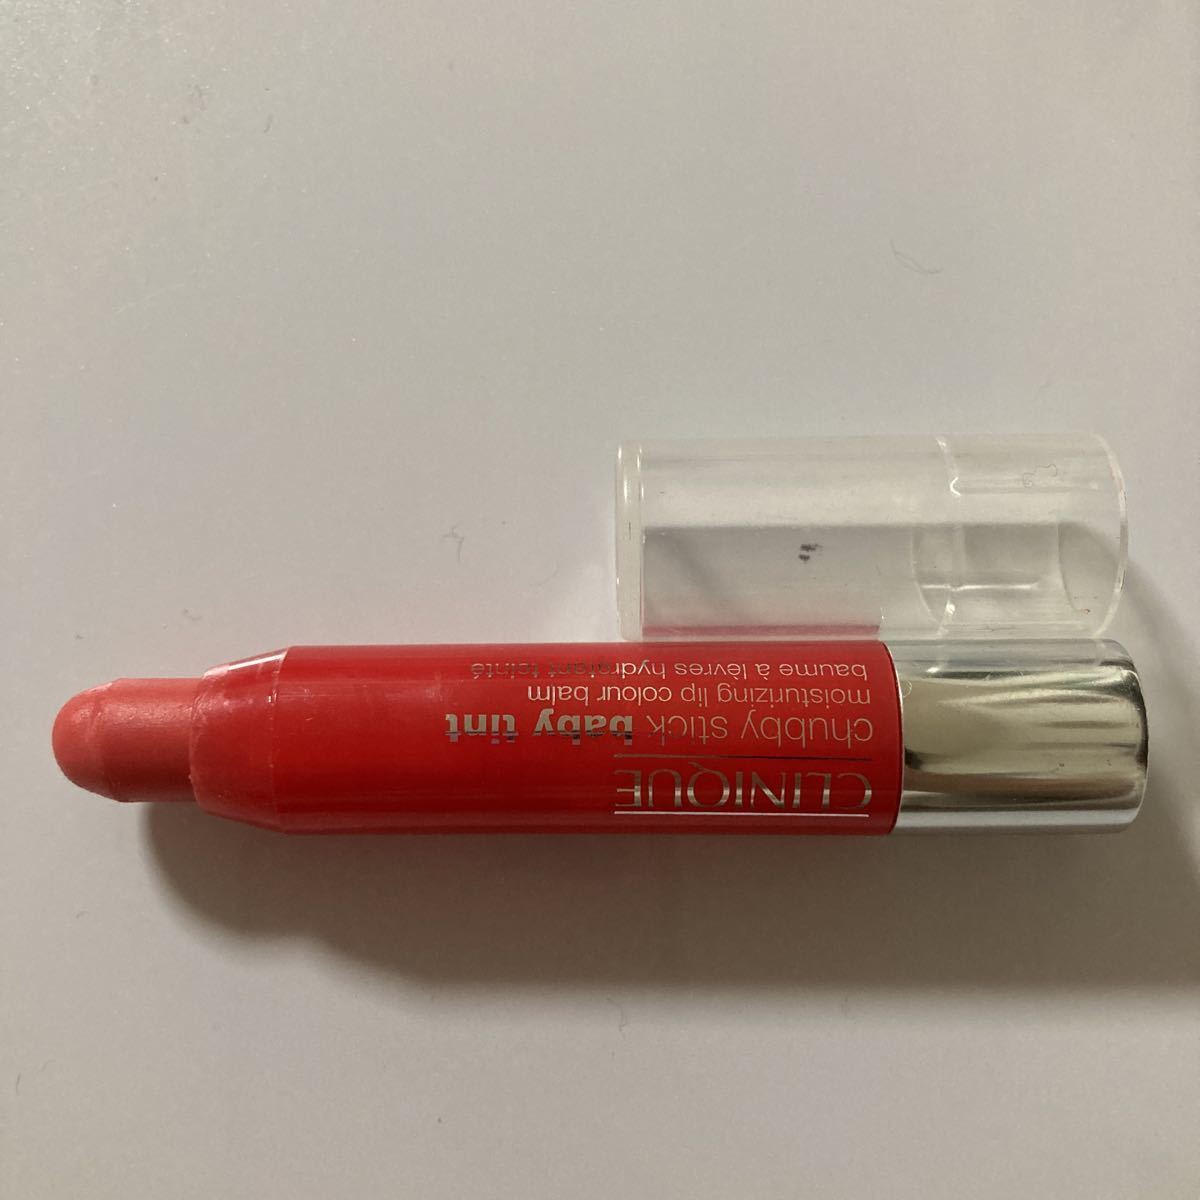 CLINIQUE
chubby stick baby tint
moisturizing lip colour balm
baume à lèvres hydratant teinté